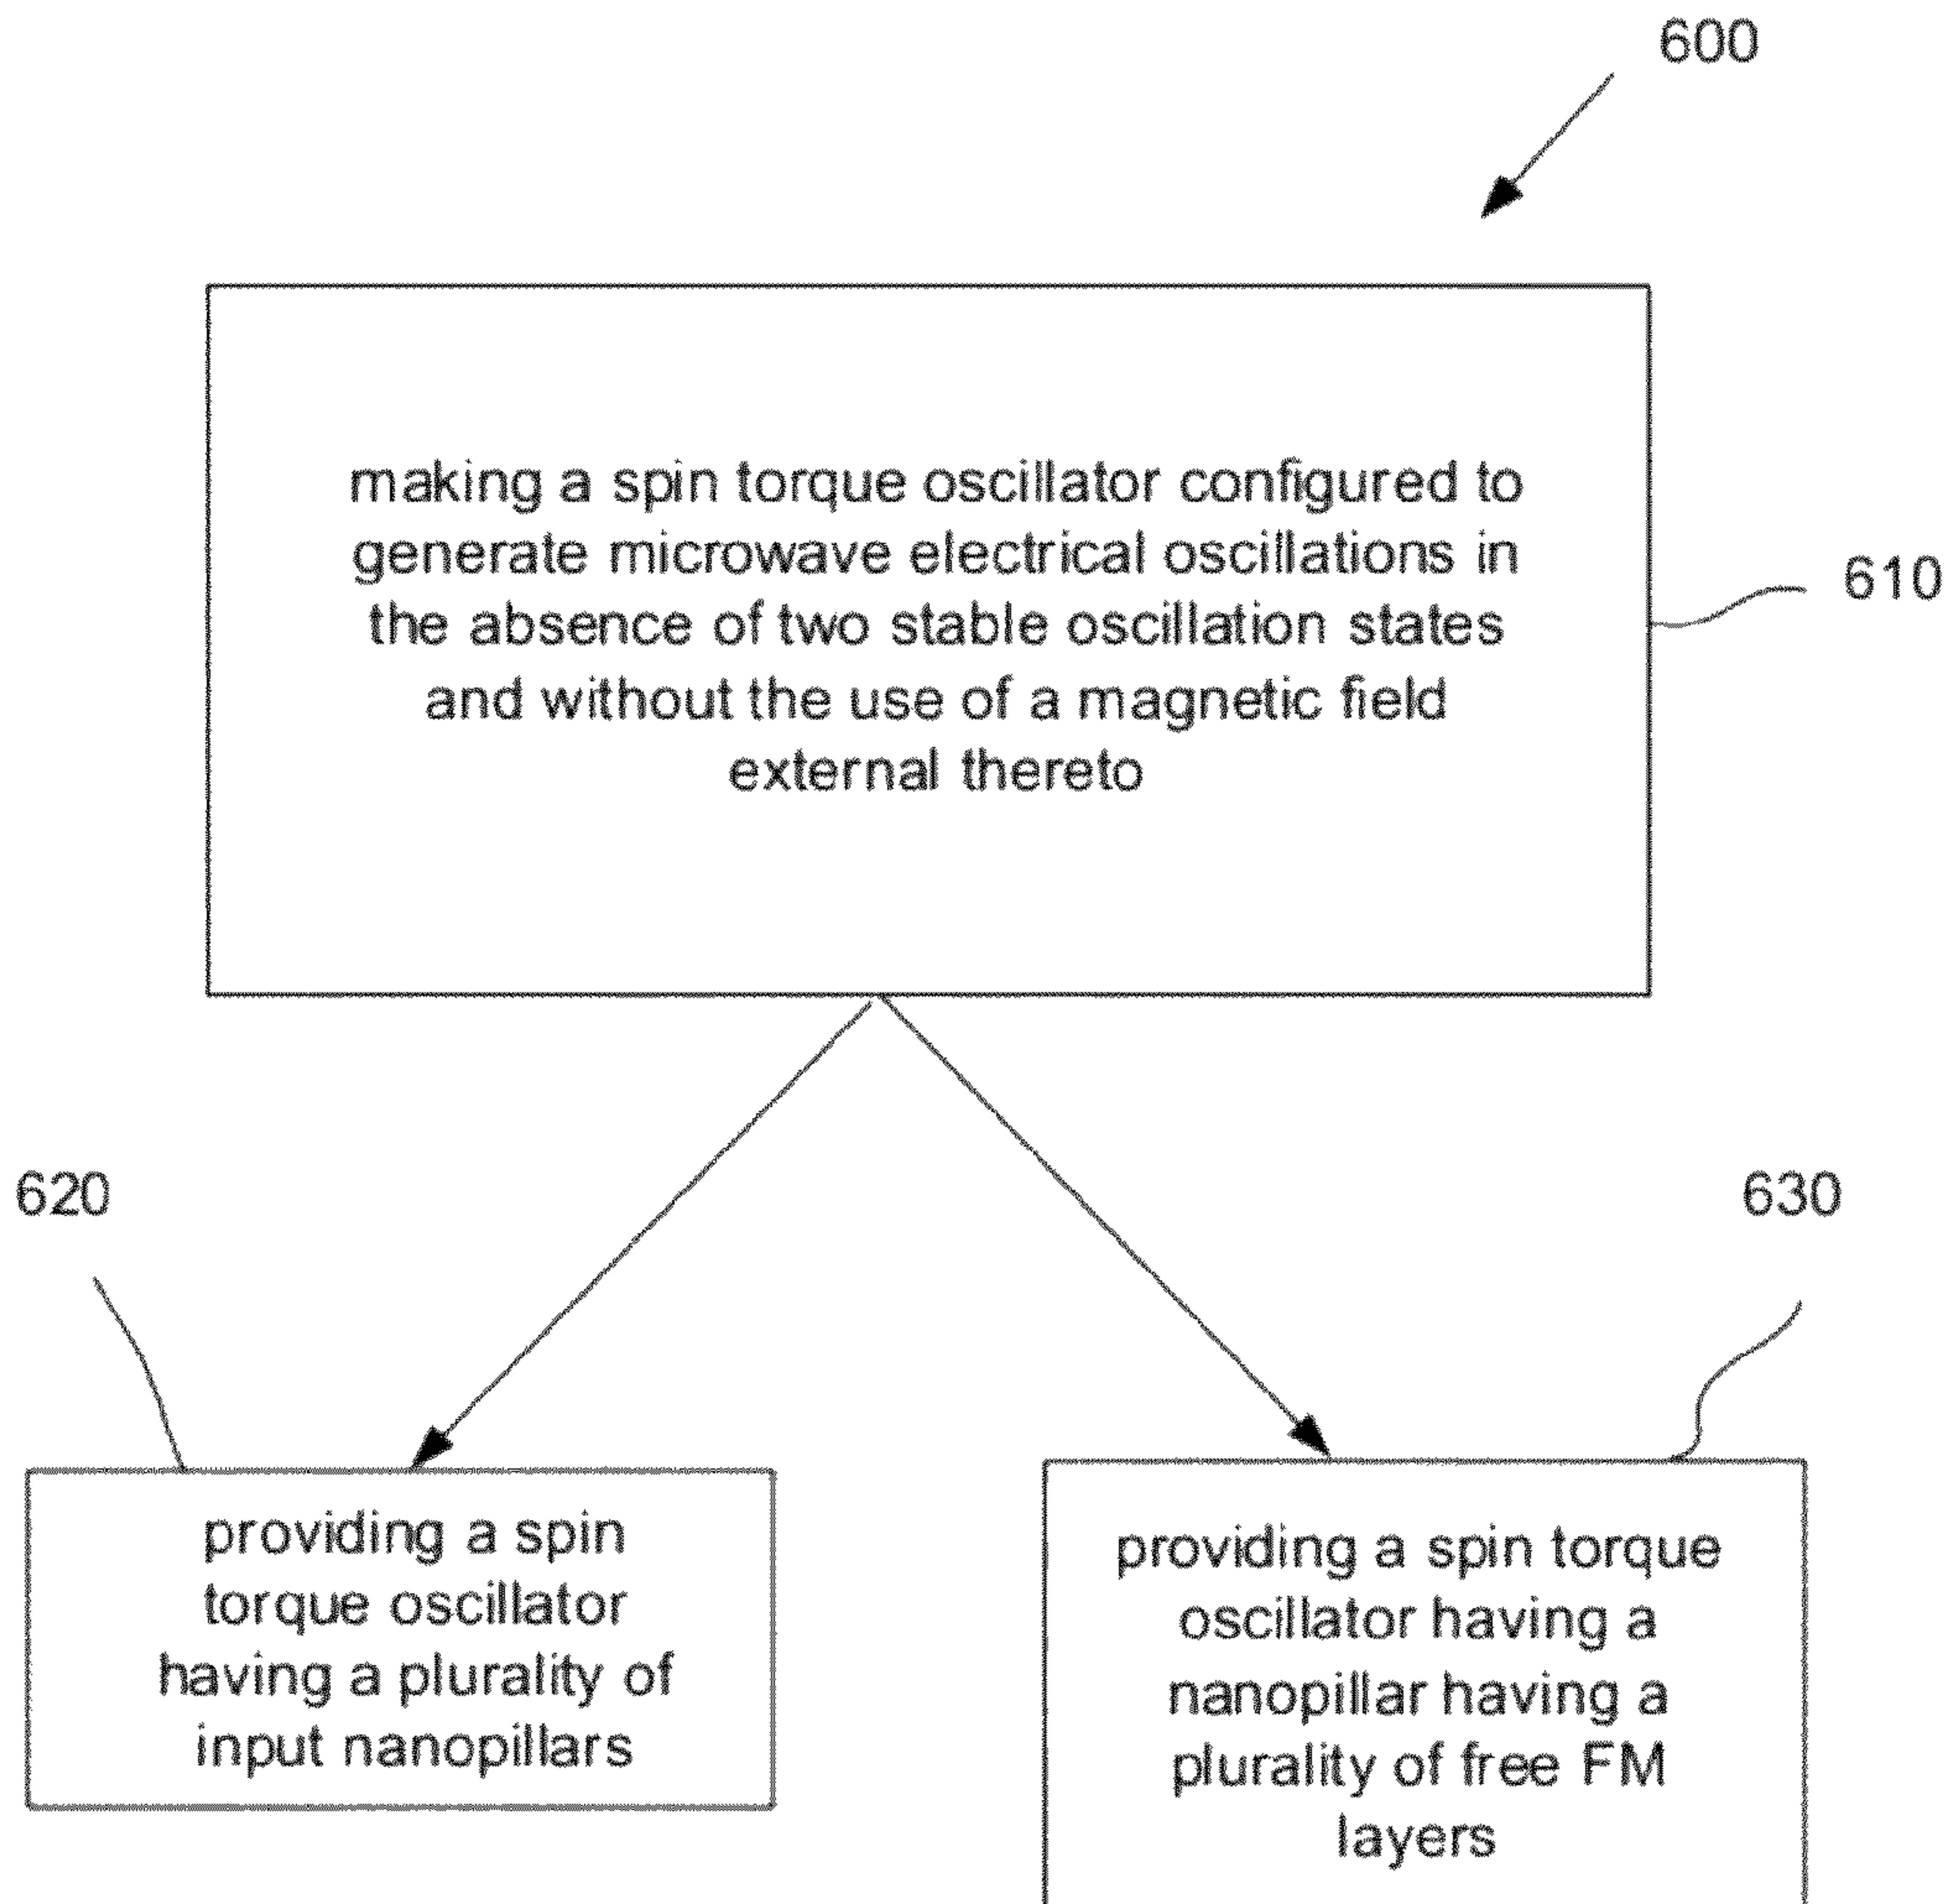 600
making a spin torque oscillator configured to
generate microwave electrical oscillations in
the absence of two stable oscillation states
and without the use of a magnetic field
external thereto
610
620
providing a spin
torque oscillator
having a plurality of
input nanopillars
630
providing a spin torque
oscillator having a
nanopillar having a
plurality of free FM
layers